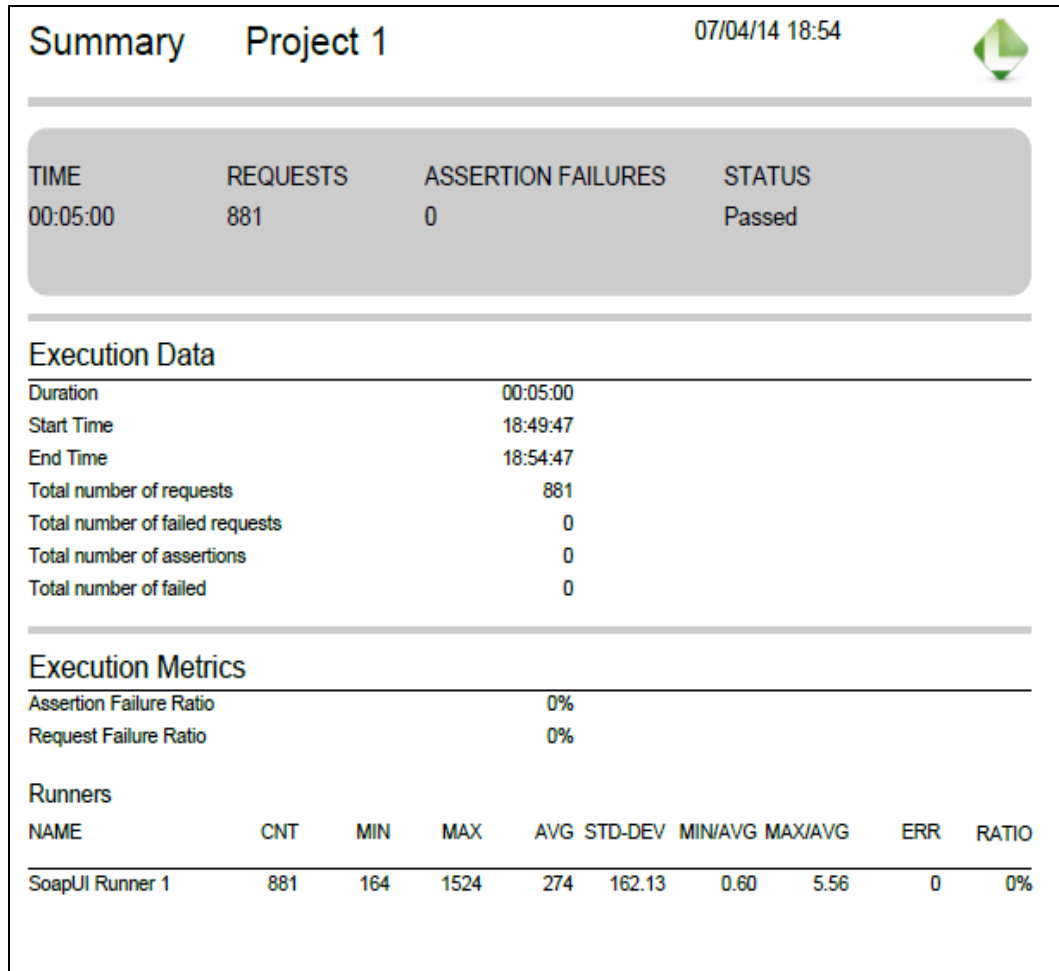 Summary Project 1 07/04/14 18:54
TIME REQUESTS ASSERTION FAILURES STATUS
00:05:00 881 0 Passed
Execution Data
Duration 00:05:00
Start Time 18:49:47
End Time 18:54:47
Total number of requests 881
Total number of failed requests 0
Total number of assertions 0
Total number of failed 0
Execution Metrics
Assertion Failure Ratio 0%
Request Failure Ratio 0%
Runners
NAME CNT MIN MAX AVG STD-DEV MIN/AVG MAX/AVG ERR RATIO
SoapUI Runner 1 881 164 1524 274 162.13 0.60 5.56 0 0%